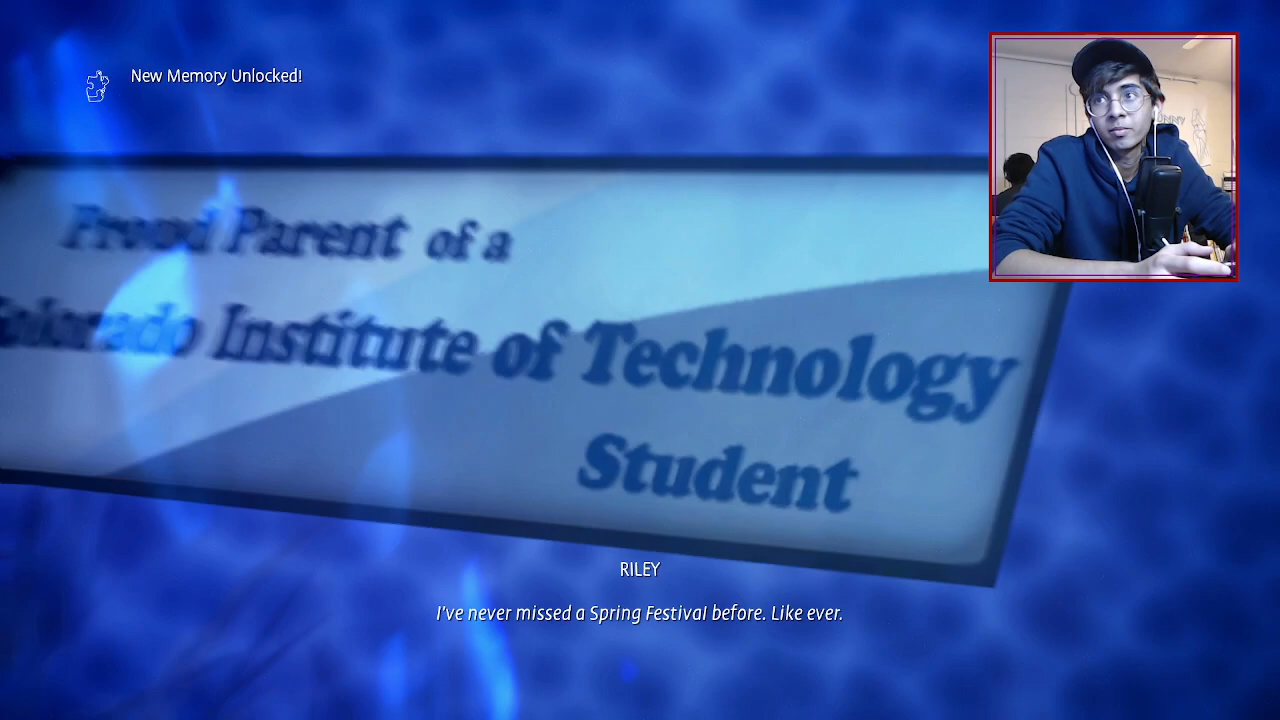 New Memory Unlocked!
Proud Parent of a
Colorado Institute of Technology
Student
RILEY
I've never missed a Spring Festival before. Like ever.